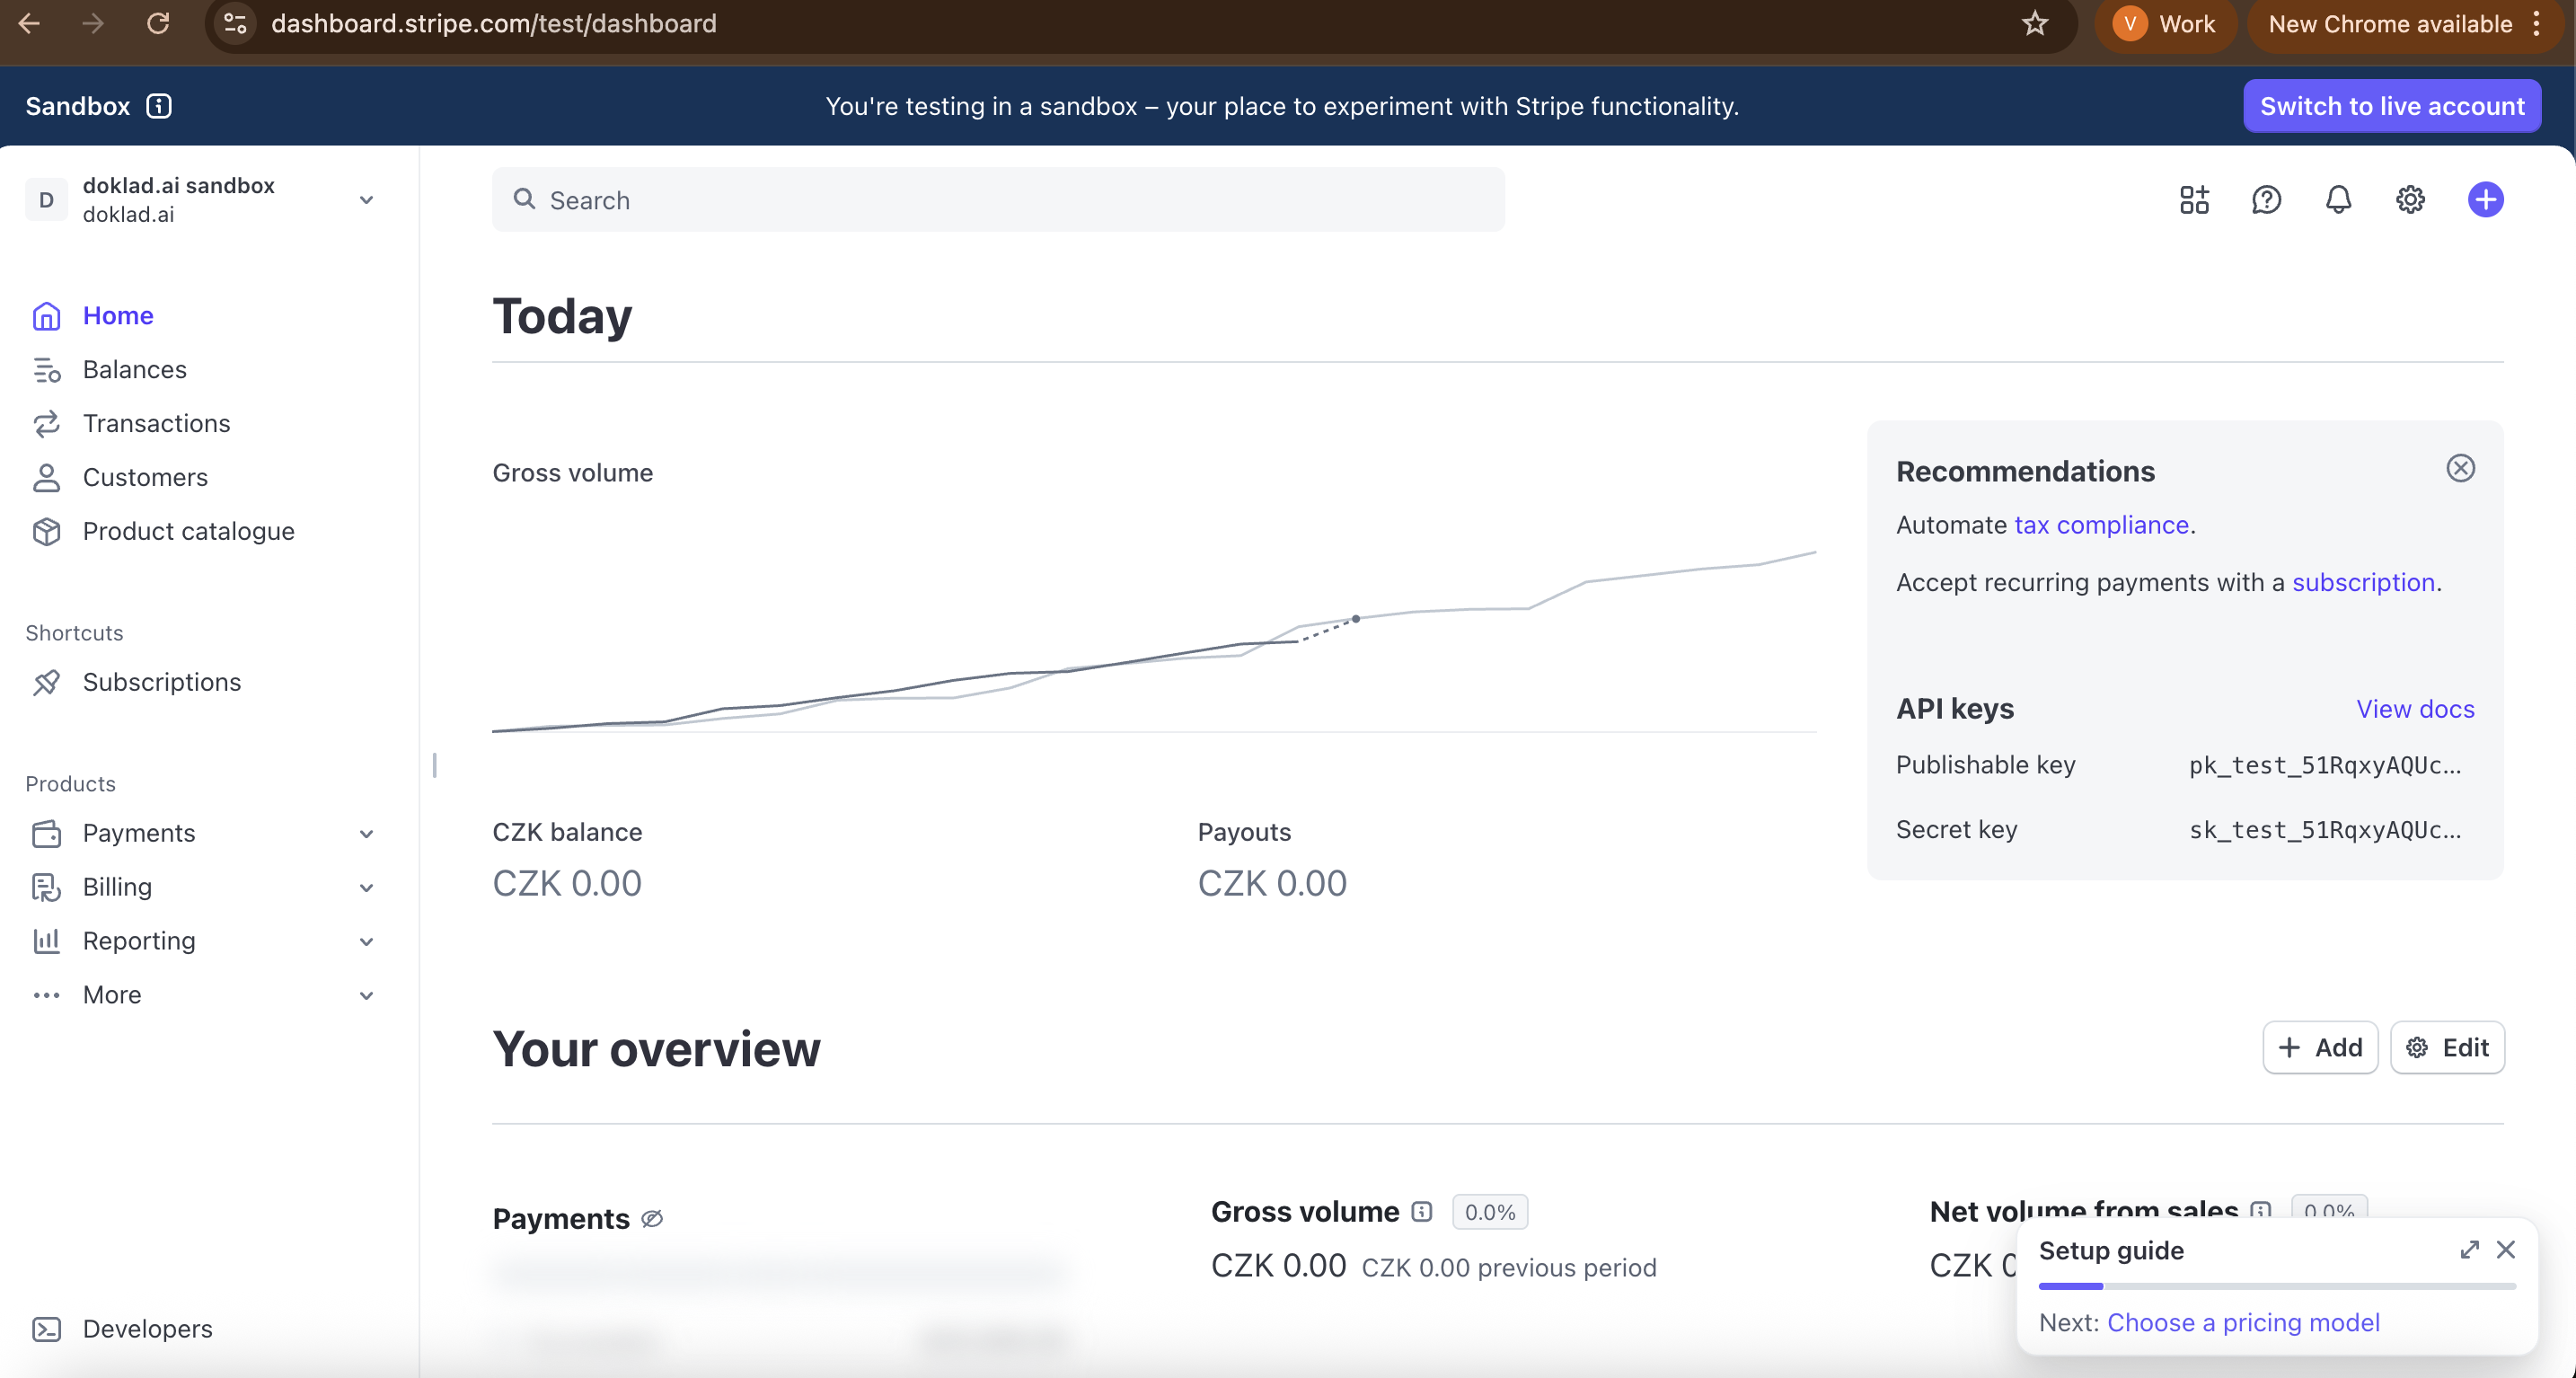 dashboard.stripe.com/test/dashboard
V Work
New Chrome available
Sandbox
You're testing in a sandbox – your place to experiment with Stripe functionality.
Switch to live account
D
doklad.ai sandbox
doklad.ai
Search
Home
Balances
Transactions
Customers
Product catalogue
Shortcuts
Subscriptions
Products
Payments
Billing
Reporting
More
Developers
Today
Gross volume
CZK balance
CZK 0.00
Payouts
CZK 0.00
Recommendations
Automate tax compliance.
Accept recurring payments with a subscription.
API keys
View docs
Publishable key
pk_test_51RqxyAQUc...
Secret key
sk_test_51RqxyAQUc...
Your overview
Add
Edit
Payments
Gross volume 0.0%
CZK 0.00 CZK 0.00 previous period
Net volume from sales 0.0%
CZK
Setup guide
Next: Choose a pricing model